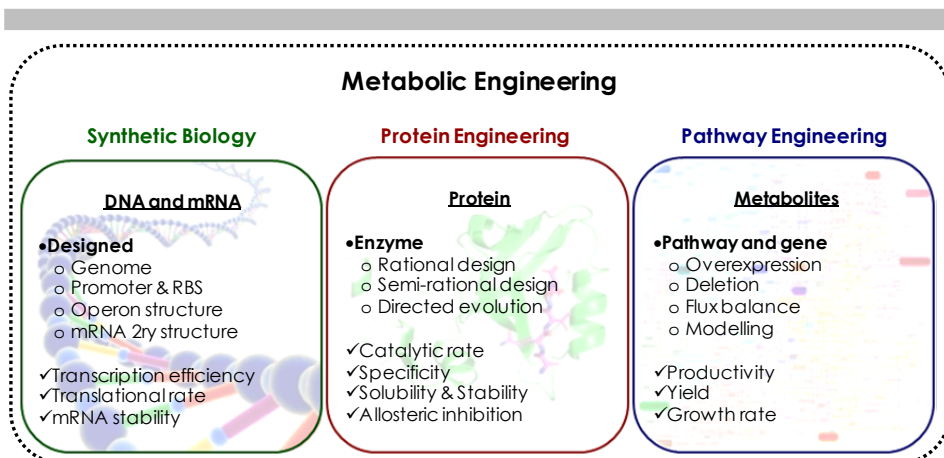 Metabolic Engineering
Synthetic Biology
DNA and mRNA
•Designed
o Genome
o Promoter & RBS
o Operon structure
o mRNA 2ry structure
✓Transcription efficiency
✓Translational rate
✓mRNA stability
Protein Engineering
Protein
•Enzyme
o Rational design
o Semi-rational design
o Directed evolution
✓Catalytic rate
✓Specificity
✓Solubility & Stability
✓Allosteric inhibition
Pathway Engineering
Metabolites
•Pathway and gene
o Overexpression
o Deletion
o Flux balance
o Modelling
✓Productivity
✓Yield
✓Growth rate